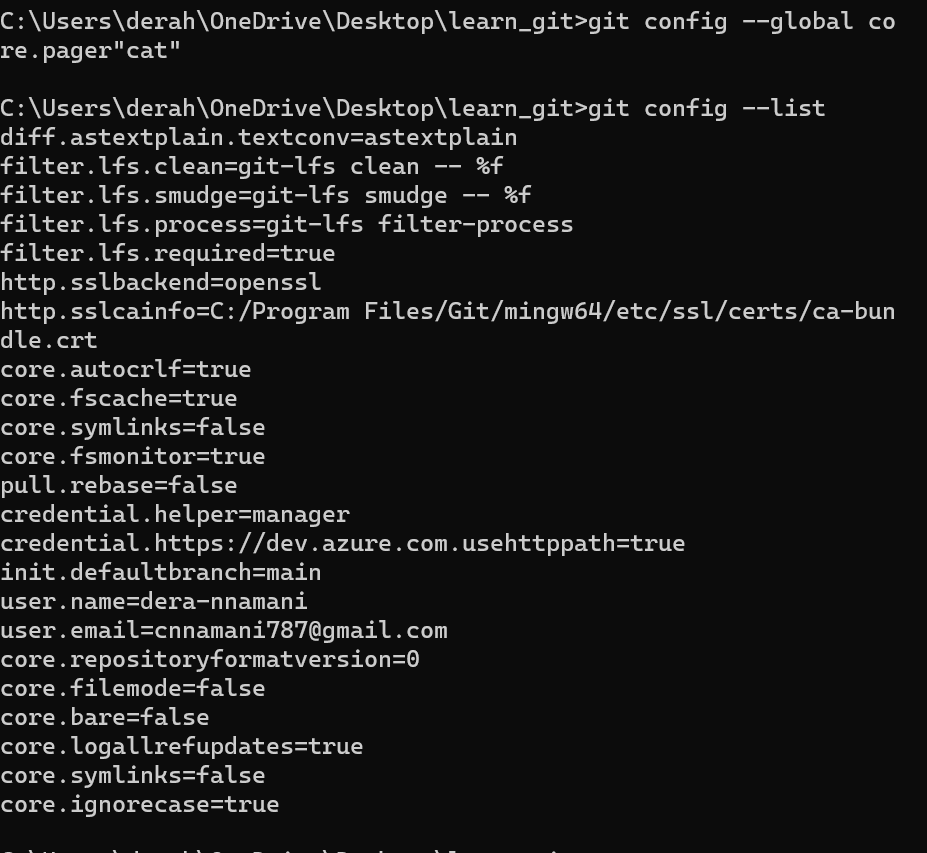 C:\Users\derah\OneDrive\Desktop\learn_git>git config --global co
re.pager"cat"
C:\Users\derah\OneDrive\Desktop\learn_git>git config --list
diff.astextplain.textconv=astextplain
filter.lfs.clean=git-lfs clean -- %f
filter.lfs.smudge=git-lfs smudge -- %f
filter.lfs.process=git-lfs filter-process
filter.lfs.required=true
http.sslbackend=openssl
http.sslcainfo=C:/Program Files/Git/mingw64/etc/ssl/certs/ca-bun
dle.crt
core.autocrlf=true
core.fscache=true
core.symlinks=false
core.fsmonitor=true
pull.rebase=false
credential.helper=manager
credential.https://dev.azure.com.usehttppath=true
init.defaultbranch=main
user.name=dera-nnamani
user.email=cnnamani787@gmail.com
core.repositoryformatversion=0
core.filemode=false
core.bare=false
core.logallrefupdates=true
core.symlinks=false
core.ignorecase=true